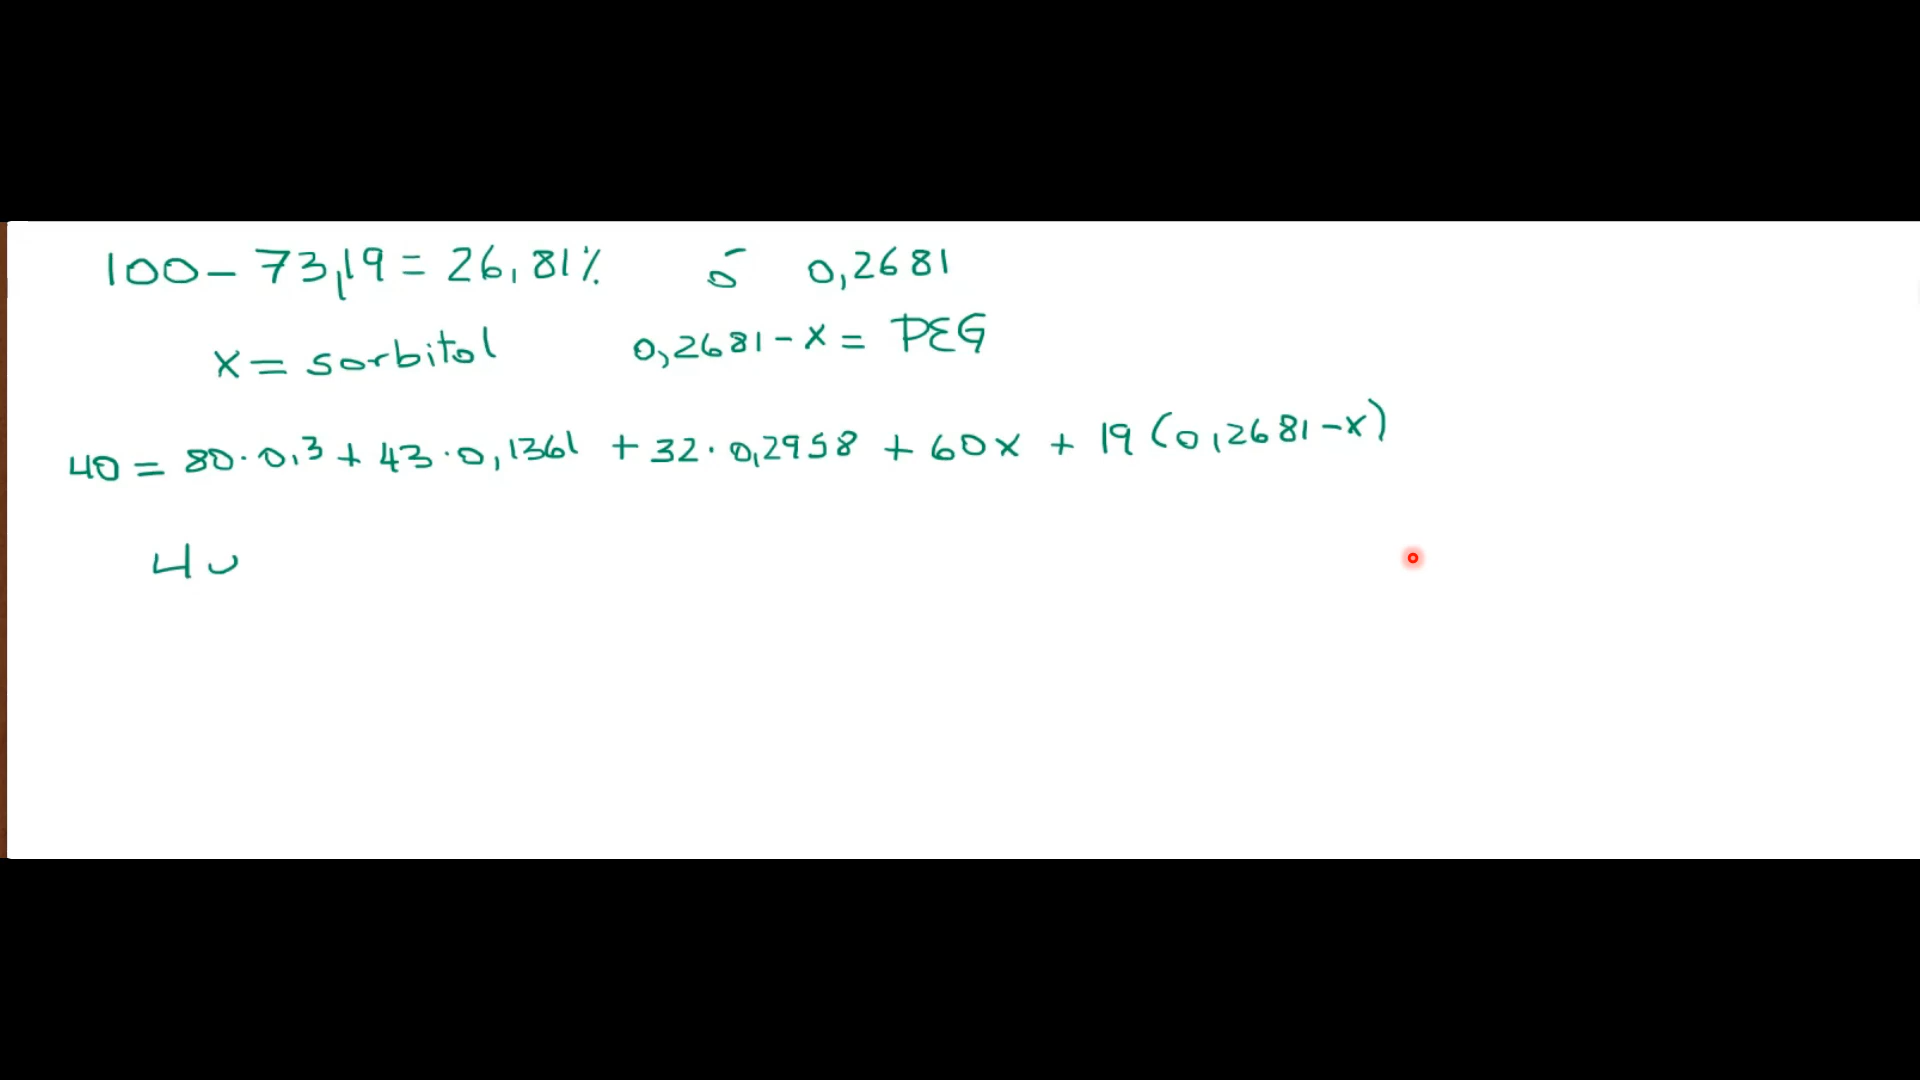 100 - 73,19 = 26,81% ó 0,2681
x = sorbitol 0,2681 - x = PEG
40 = 80 · 0,3 + 43 · 0,1361 + 32 · 0,2958 + 60x + 19 (0,2681 - x)
40